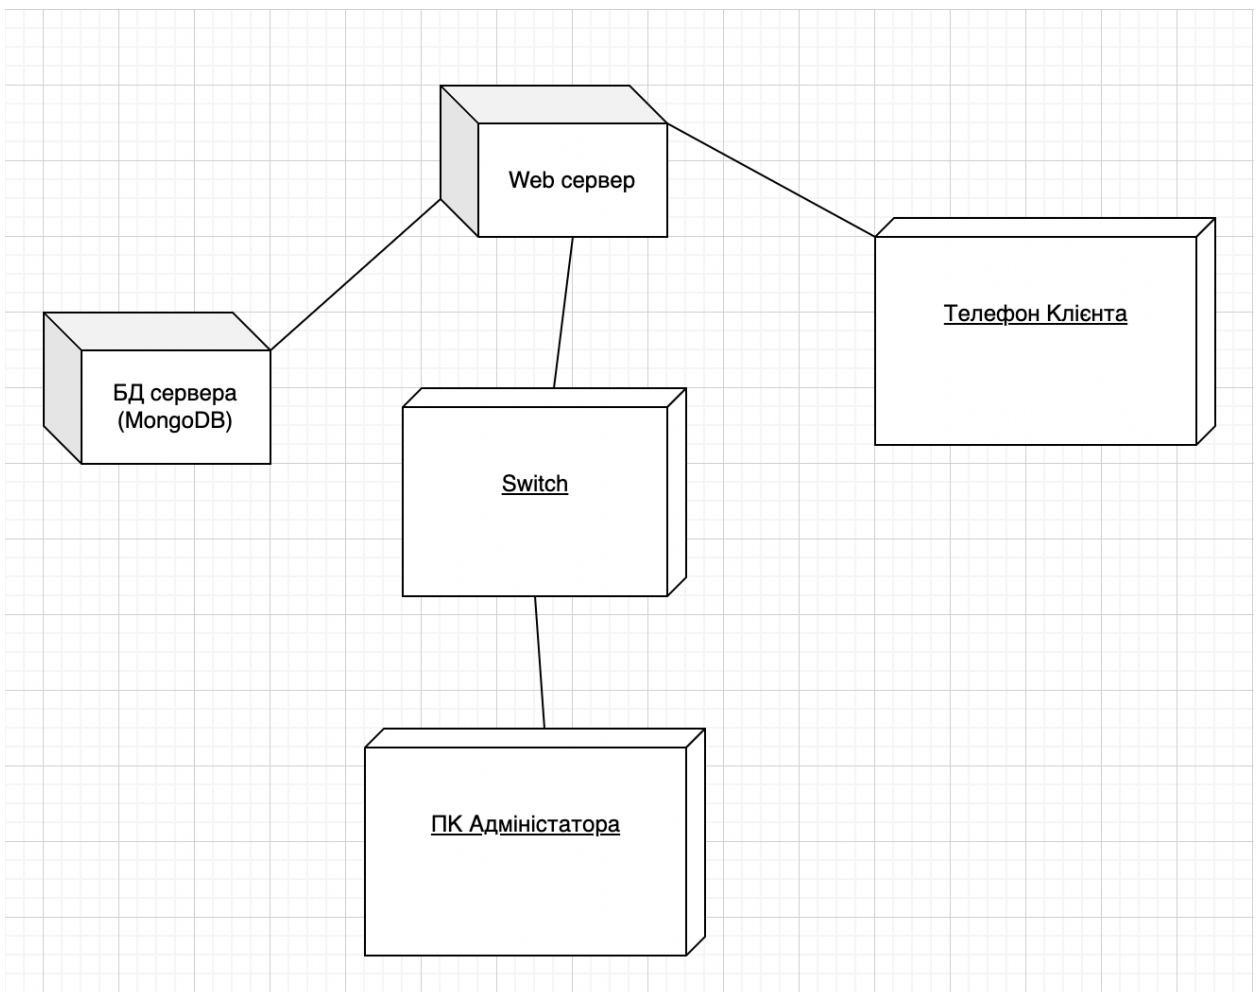 Web сервер
Телефон Клієнта
БД сервера
(MongoDB)
Switch
ПК Адміністатора